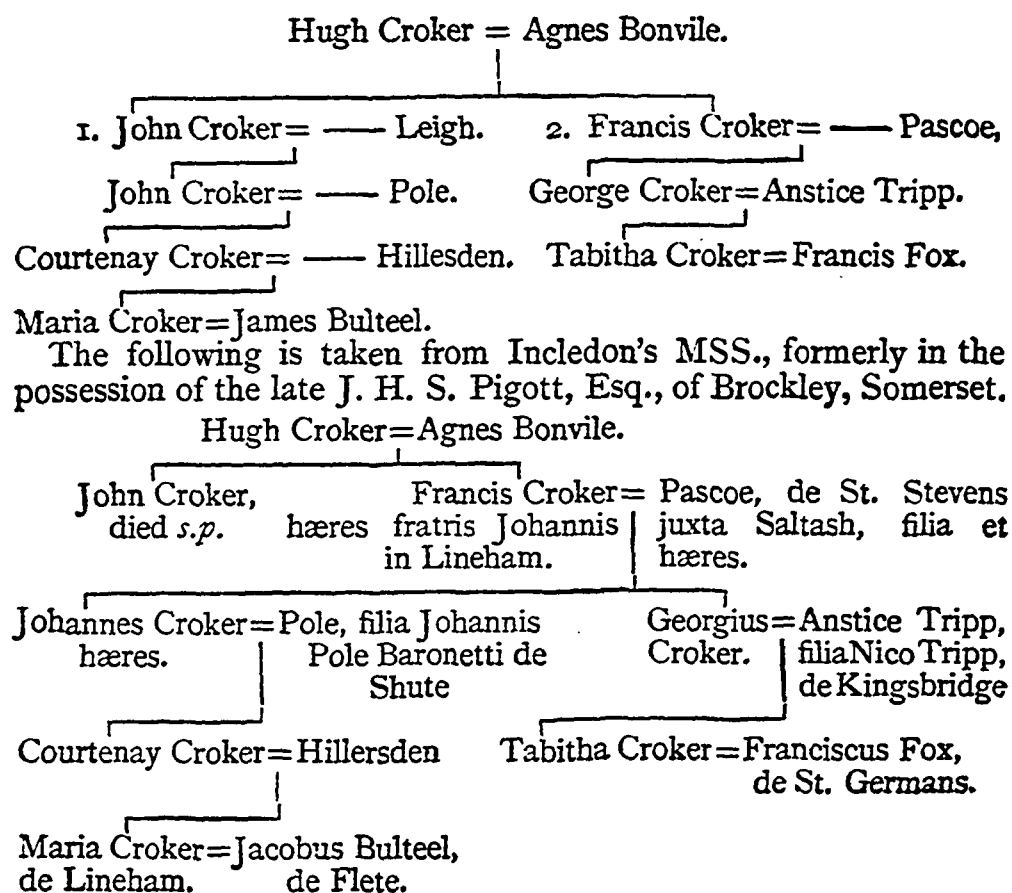 Hugh Croker = Agnes Bonvile.
1. John Croker= —— Leigh. 2. Francis Croker= —— Pascoe,
John Croker= —— Pole. George Croker=Anstice Tripp.
Courtenay Croker= —— Hillesden. Tabitha Croker=Francis Fox.
Maria Croker=James Bulteel.
The following is taken from Incledon's MSS., formerly in the
possession of the late J. H. S. Pigott, Esq., of Brockley, Somerset.
Hugh Croker=Agnes Bonvile.
John Croker, Francis Croker= Pascoe, de St. Stevens
died s.p. hæres fratris Johannis juxta Saltash, filia et
in Lineham. hæres.
Johannes Croker=Pole, filia Johannis Georgius=Anstice Tripp,
hæres. Pole Baronetti de Croker. filiaNico Tripp,
Shute de Kingsbridge
Courtenay Croker=Hillersden Tabitha Croker=Franciscus Fox,
de St. Germans.
Maria Croker=Jacobus Bulteel,
de Lineham. de Flete.